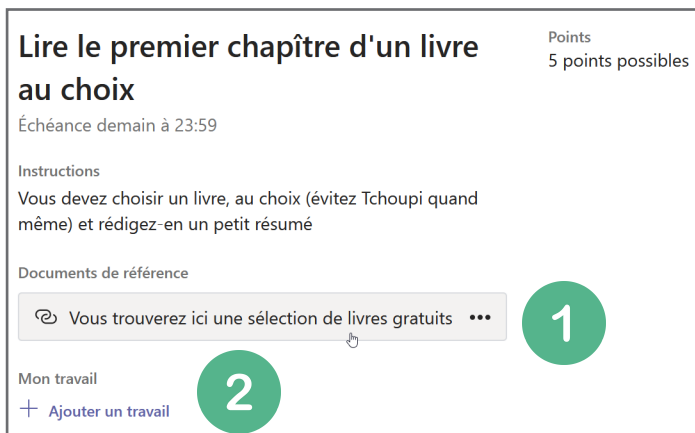 Lire le premier chapître d'un livre
au choix
Échéance demain à 23:59
Points
5 points possibles
Instructions
Vous devez choisir un livre, au choix (évitez Tchoupi quand
même) et rédigez-en un petit résumé
Documents de référence
Vous trouverez ici une sélection de livres gratuits •••
1
Mon travail
2
+ Ajouter un travail